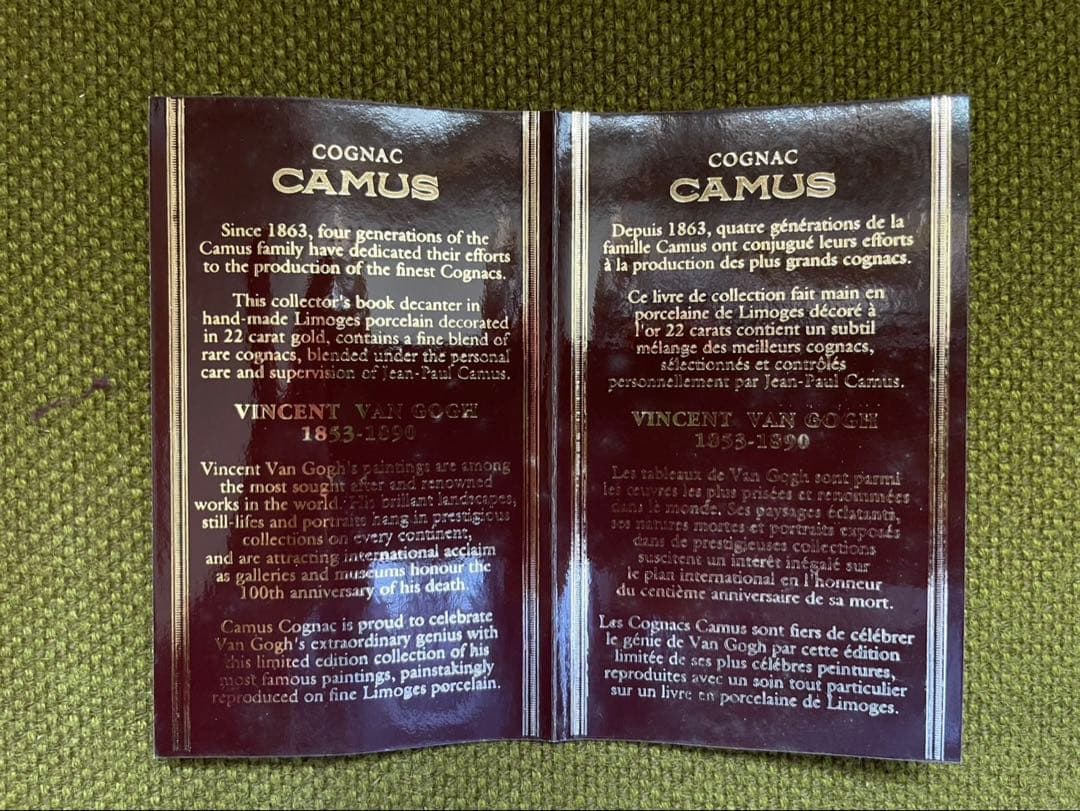 COGNAC
CAMUS
Since 1863, four generations of the
Camus family have dedicated their efforts
to the production of the finest Cognacs.
This collector's book decanter in
hand-made Limoges porcelain decorated
in 22 carat gold, contains a fine blend of
rare cognacs, blended under the personal
care and supervision of Jean-Paul Camus.
VINCENT VAN GOGH
1853-1890
Vincent Van Gogh's paintings are among
the most sought after and renowned
works in the world. His brillant landscapes,
still-lifes and portraits hang in prestigious
collections on every continent,
and are attracting international acclaim
as galleries and museums honour the
100th anniversary of his death.
Camus Cognac is proud to celebrate
Van Gogh's extraordinary genius with
this limited edition collection of his
most famous paintings, painstakingly
reproduced on fine Limoges porcelain.
COGNAC
CAMUS
Depuis 1863, quatre générations de la
famille Camus ont conjugué leurs efforts
à la production des plus grands cognacs.
Ce livre de collection fait main en
porcelaine de Limoges décoré à
l'or 22 carats contient un subtil
mélange des meilleurs cognacs,
sélectionnés et contrôlés
personnellement par Jean-Paul Camus.
VINCENT VAN GOGH
1853-1890
Les tableaux de Van Gogh sont parmi
les œuvres les plus prisées et renommées
dans le monde. Ses paysages éclatants,
ses natures mortes et portraits exposés
dans de prestigieuses collections
suscitent un intérêt inégalé sur
le plan international en l'honneur
du centième anniversaire de sa mort.
Les Cognacs Camus sont fiers de célébrer
le génie de Van Gogh par cette édition
limitée de ses plus célèbres peintures,
reproduites avec un soin tout particulier
sur un livre en porcelaine de Limoges.